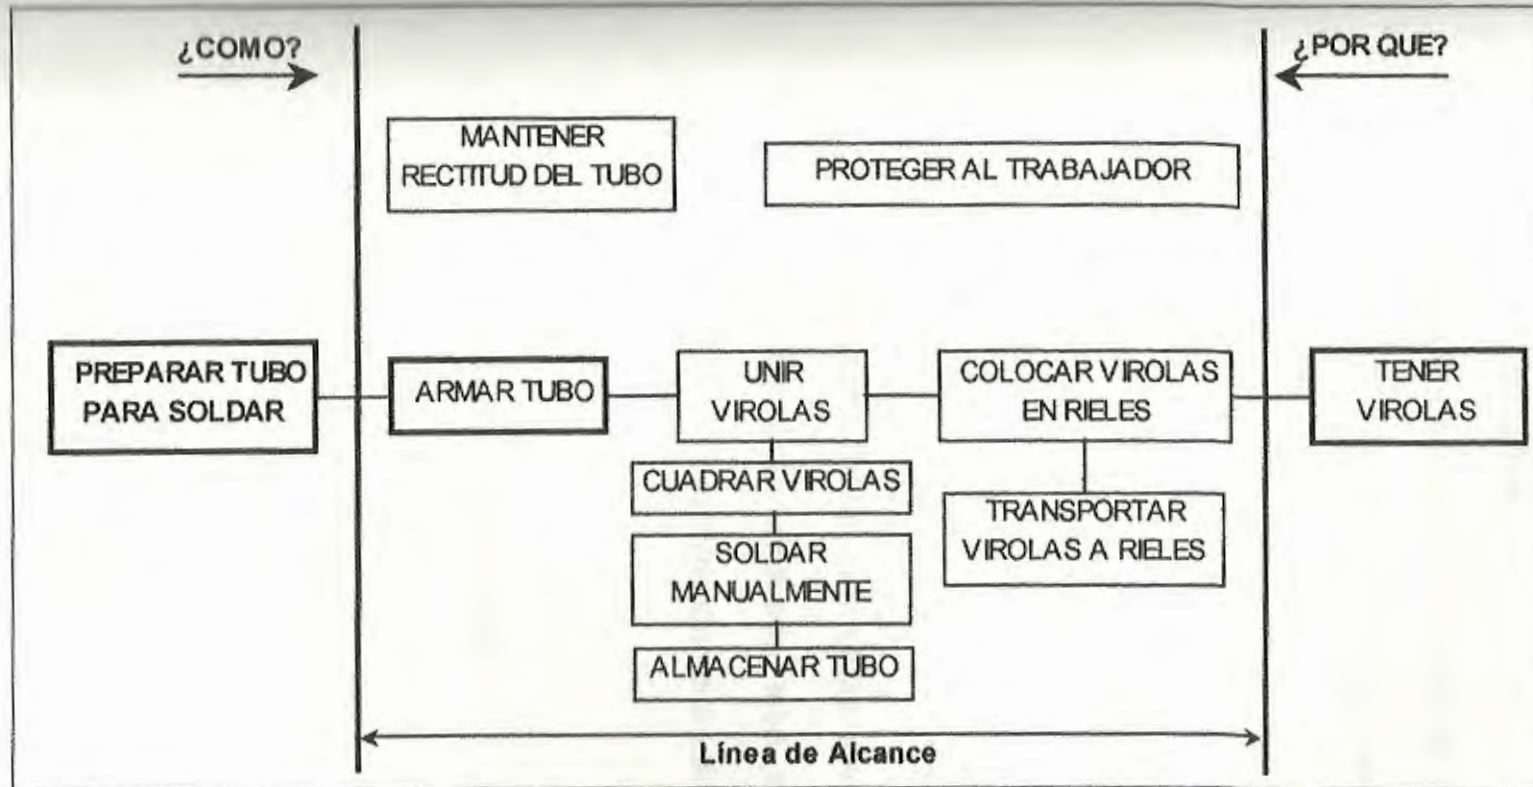 ¿COMO?
¿POR QUE?
MANTENER
RECTITUD DEL TUBO
PROTEGER AL TRABAJADOR
PREPARAR TUBO
PARA SOLDAR
ARMAR TUBO
UNIR
VIROLAS
COLOCAR VIROLAS
EN RIELES
TENER
VIROLAS
CUADRAR VIROLAS
SOLDAR
MANUALMENTE
ALMACENAR TUBO
TRANSPORTAR
VIROLAS A RIELES
Línea de Alcance